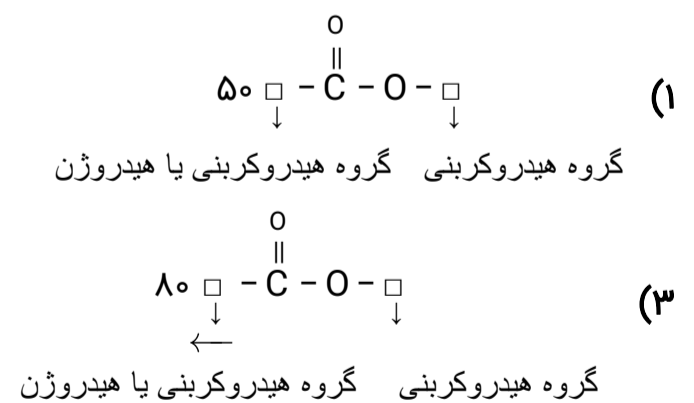 O
||
۱) ۵۰ □ – C – O – □
↓ ↓
گروه هیدروکربنی یا هیدروژن گروه هیدروکربنی
O
||
۳) ۸۰ □ – C – O – □
↓ ↓
←
گروه هیدروکربنی یا هیدروژن گروه هیدروکربنی